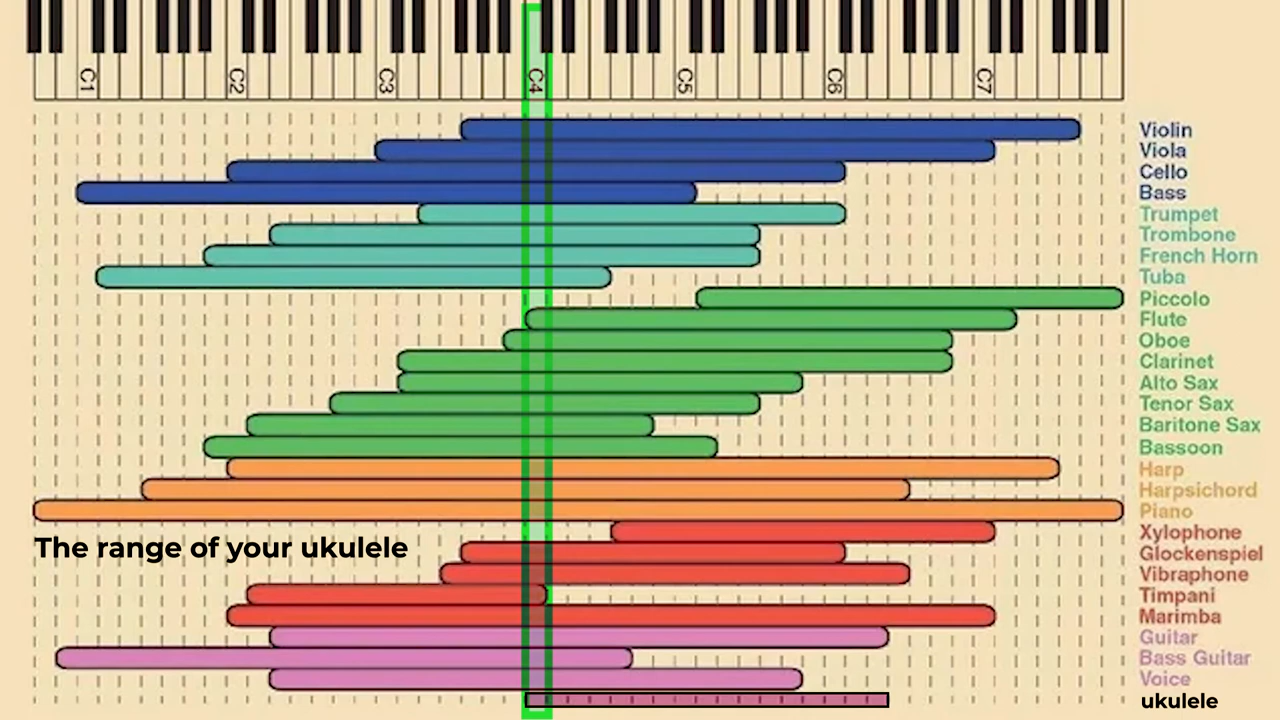 C1 C2 C3 C4 C5 C6 C7
Violin
Viola
Cello
Bass
Trumpet
Trombone
French Horn
Tuba
Piccolo
Flute
Oboe
Clarinet
Alto Sax
Tenor Sax
Baritone Sax
Bassoon
Harp
Harpsichord
Piano
Xylophone
The range of your ukulele
Glockenspiel
Vibraphone
Timpani
Marimba
Guitar
Bass Guitar
Voice
ukulele